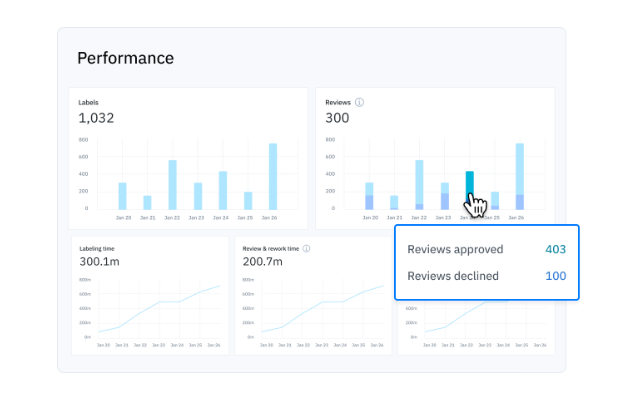 Performance
Labels
1,032
800
600
400
200
0
Jan 20 Jan 21 Jan 22 Jan 23 Jan 24 Jan 25 Jan 26
Reviews
300
800
600
400
200
0
Jan 20 Jan 21 Jan 22 Jan 23 Jan 25 Jan 26
Reviews approved 403
Reviews declined 100
Labeling time
300.1m
800m
600m
200m
0m
Jan 20 Jan 21 Jan 22 Jan 23 Jan 24 Jan 25 Jan 26
Review & rework time
200.7m
800m
600m
200m
0m
Jan 20 Jan 21 Jan 22 Jan 23 Jan 24 Jan 25 Jan 26
600m
200m
0m
Jan 20 Jan 21 Jan 22 Jan 23 Jan 24 Jan 25 Jan 26